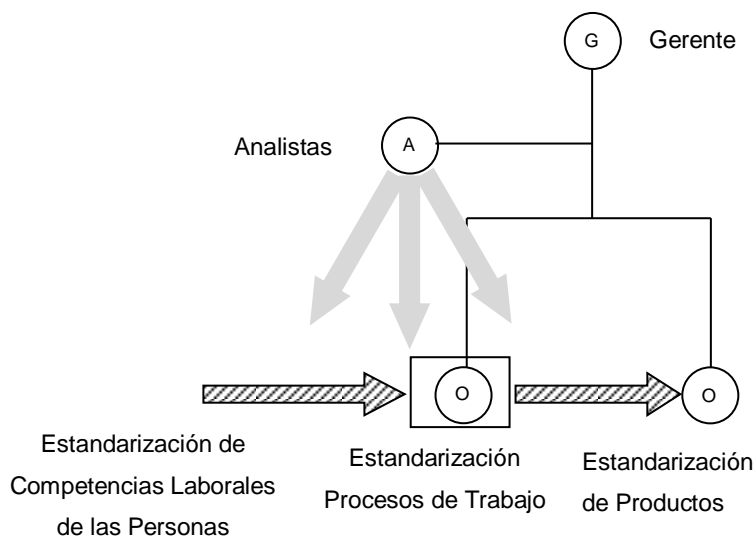 G
Gerente
Analistas
A
O
O
Estandarización de
Competencias Laborales
de las Personas
Estandarización
Procesos de Trabajo
Estandarización
de Productos